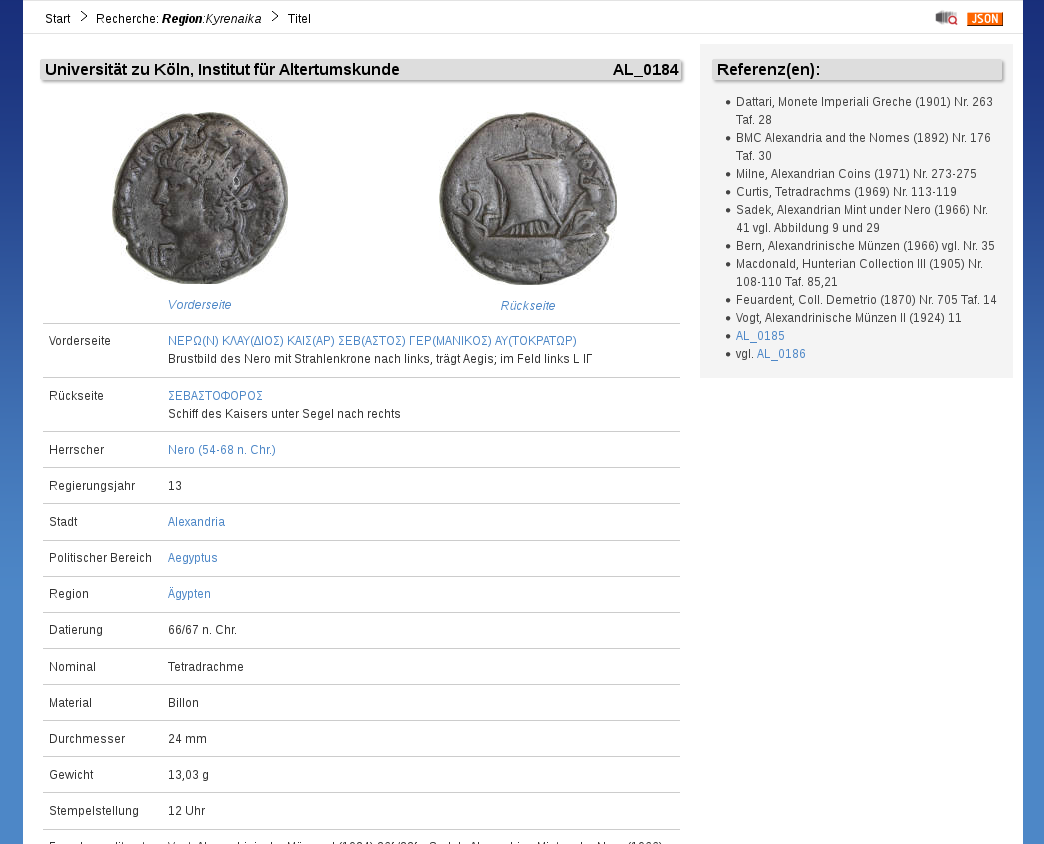 Start > Recherche: Region:Kyrenaika > Titel
JSON
Universität zu Köln, Institut für Altertumskunde AL_0184
Vorderseite
Rückseite
Vorderseite ΝΕΡΩ(Ν) ΚΛΑΥ(ΔΙΟΣ) ΚΑΙΣ(ΑΡ) ΣΕΒ(ΑΣΤΟΣ) ΓΕΡ(ΜΑΝΙΚΟΣ) ΑΥ(ΤΟΚΡΑΤΩΡ)
Brustbild des Nero mit Strahlenkrone nach links, trägt Aegis; im Feld links L ΙΓ
Rückseite ΣΕΒΑΣΤΟΦΟΡΟΣ
Schiff des Kaisers unter Segel nach rechts
Herrscher Nero (54-68 n. Chr.)
Regierungsjahr 13
Stadt Alexandria
Politischer Bereich Aegyptus
Region Ägypten
Datierung 66/67 n. Chr.
Nominal Tetradrachme
Material Billon
Durchmesser 24 mm
Gewicht 13,03 g
Stempelstellung 12 Uhr
Referenz(en):
Dattari, Monete Imperiali Greche (1901) Nr. 263
Taf. 28
BMC Alexandria and the Nomes (1892) Nr. 176
Taf. 30
Milne, Alexandrian Coins (1971) Nr. 273-275
Curtis, Tetradrachms (1969) Nr. 113-119
Sadek, Alexandrian Mint under Nero (1966) Nr.
41 vgl. Abbildung 9 und 29
Bern, Alexandrinische Münzen (1966) vgl. Nr. 35
Macdonald, Hunterian Collection III (1905) Nr.
108-110 Taf. 85,21
Feuardent, Coll. Demetrio (1870) Nr. 705 Taf. 14
Vogt, Alexandrinische Münzen II (1924) 11
AL_0185
vgl. AL_0186